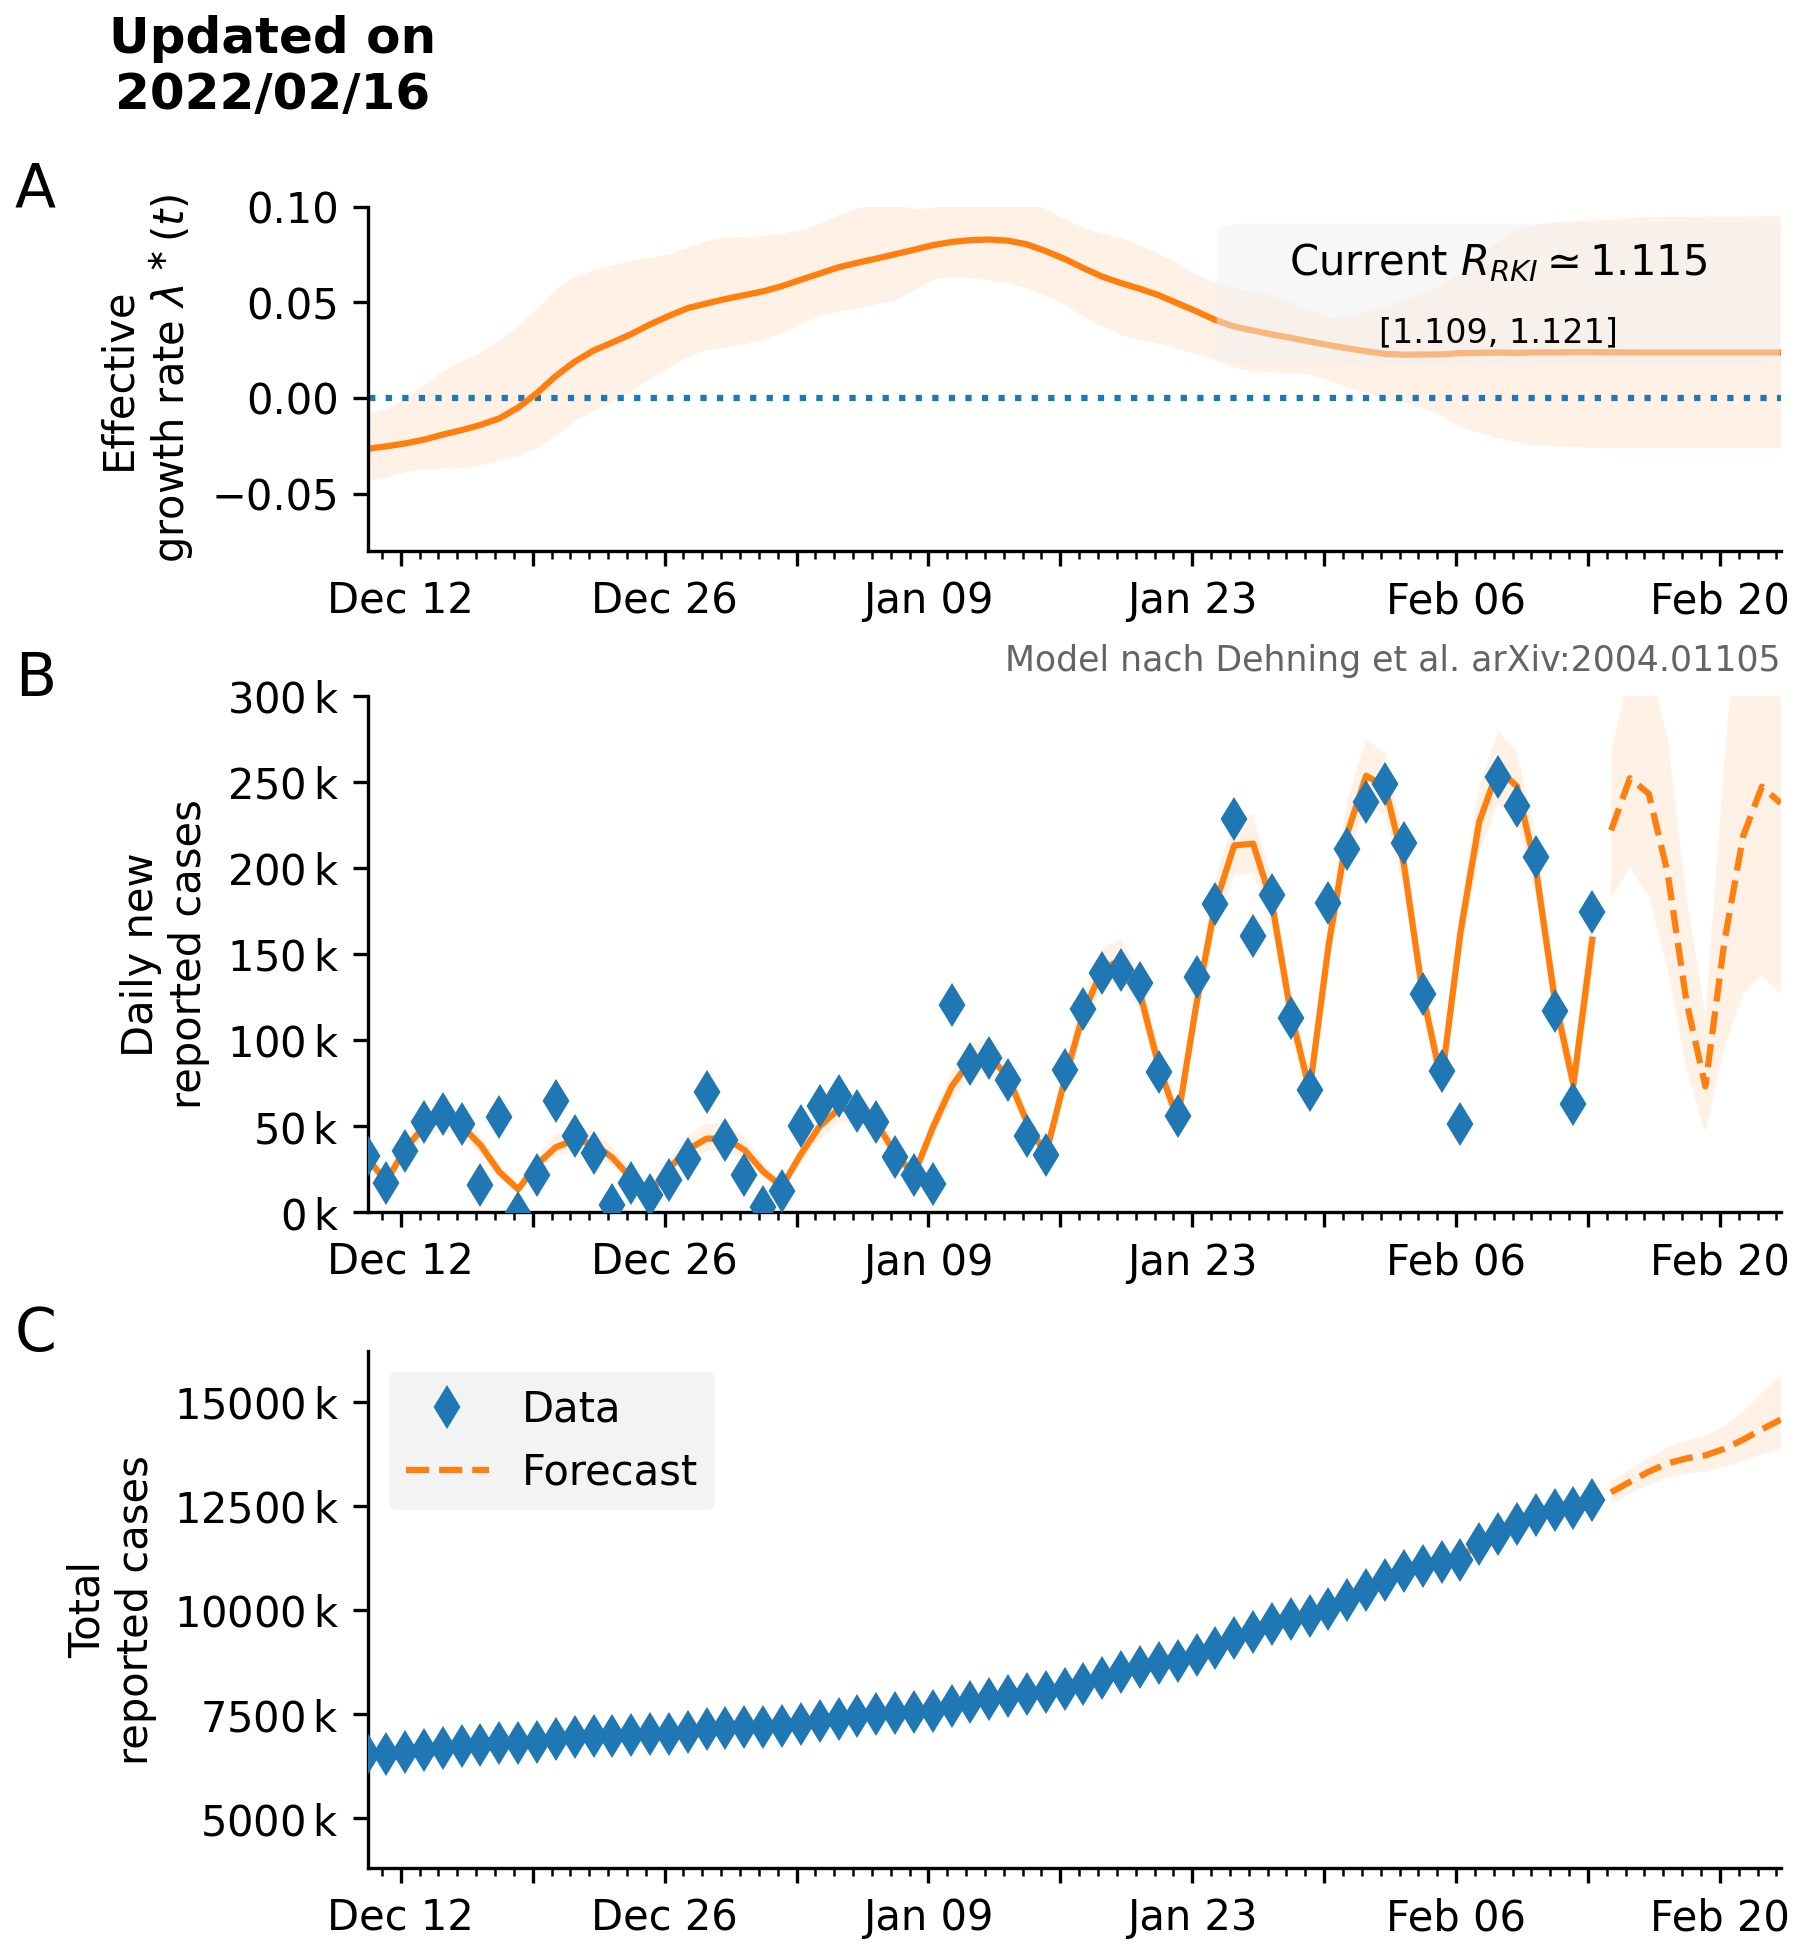 Updated on
2022/02/16
A
Effective
growth rate λ * (t)
0.10
0.05
0.00
−0.05
Current R_RKI ≃ 1.115
[1.109, 1.121]
Dec 12
Dec 26
Jan 09
Jan 23
Feb 06
Feb 20
Model nach Dehning et al. arXiv:2004.01105
B
Daily new
reported cases
300 k
250 k
200 k
150 k
100 k
50 k
0 k
Dec 12
Dec 26
Jan 09
Jan 23
Feb 06
Feb 20
C
Total
reported cases
15000 k
12500 k
10000 k
7500 k
5000 k
Data
Forecast
Dec 12
Dec 26
Jan 09
Jan 23
Feb 06
Feb 20